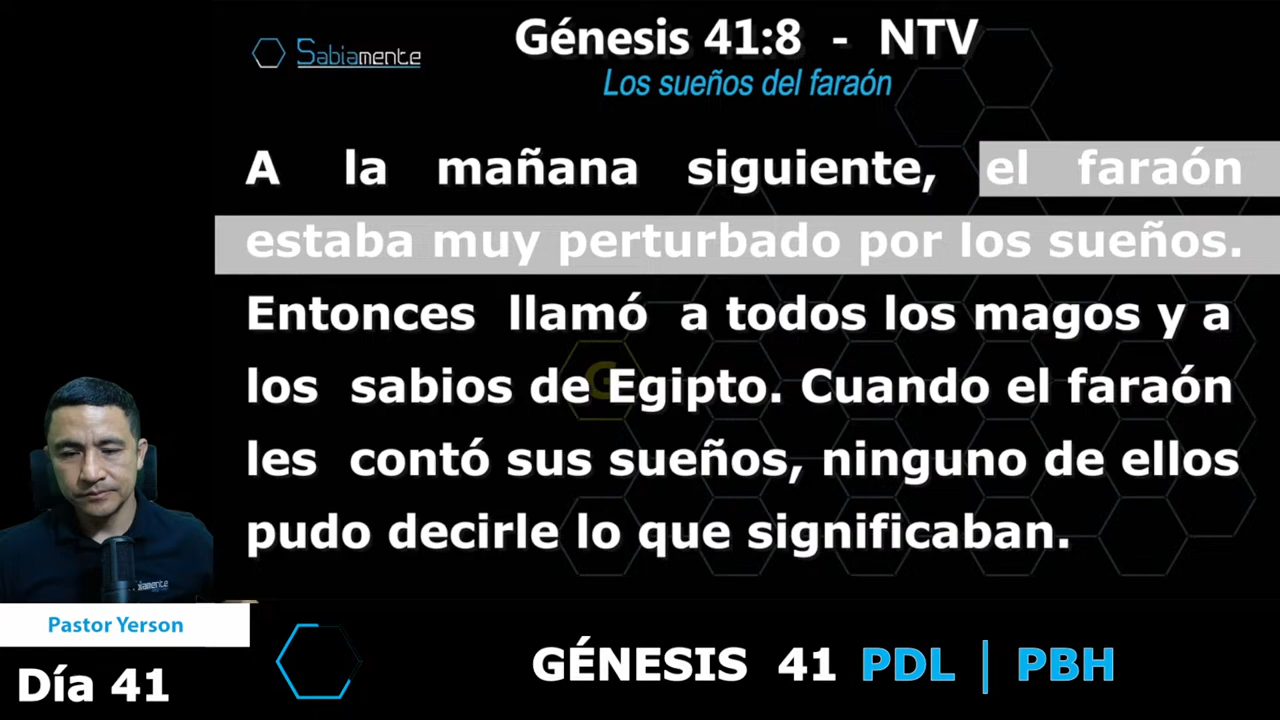 Sabiamente
Génesis 41:8 - NTV
Los sueños del faraón
A la mañana siguiente, el faraón
estaba muy perturbado por los sueños.
Entonces llamó a todos los magos y a
los sabios de Egipto. Cuando el faraón
les contó sus sueños, ninguno de ellos
pudo decirle lo que significaban.
G
Pastor Yerson
Día 41
GÉNESIS 41 PDL | PBH